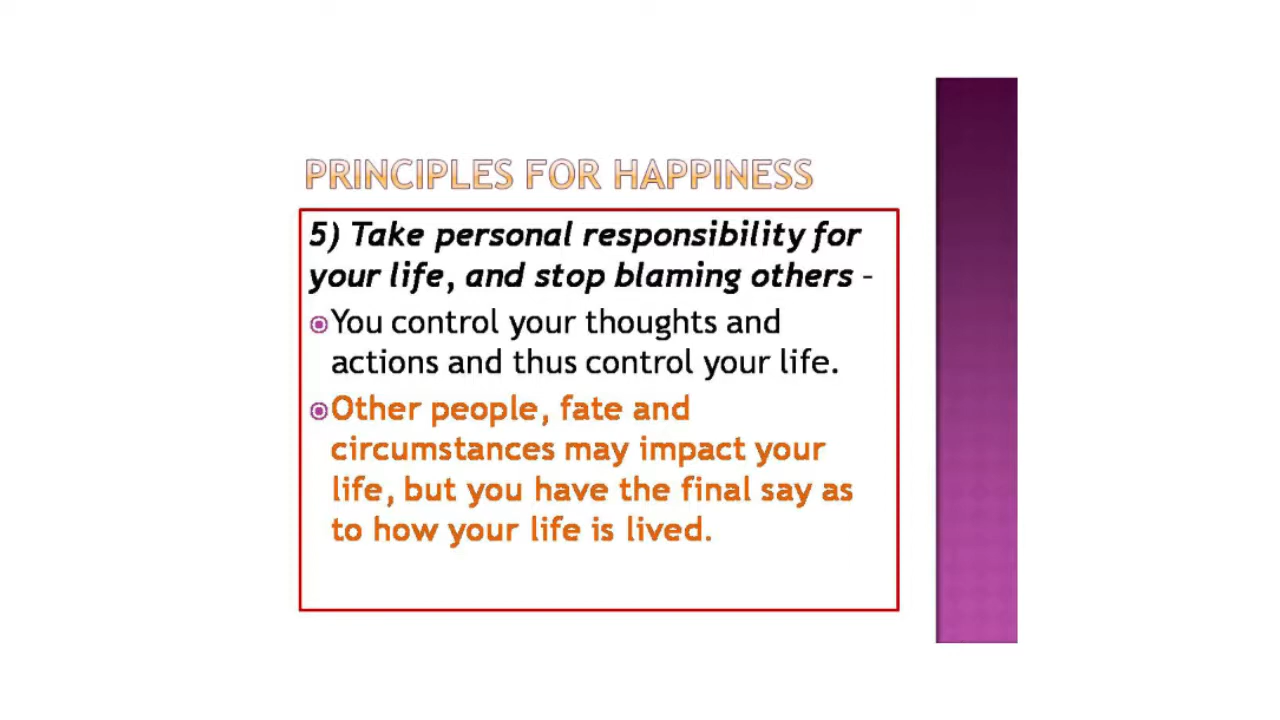 PRINCIPLES FOR HAPPINESS
5) Take personal responsibility for
your life, and stop blaming others –
You control your thoughts and
actions and thus control your life.
Other people, fate and
circumstances may impact your
life, but you have the final say as
to how your life is lived.